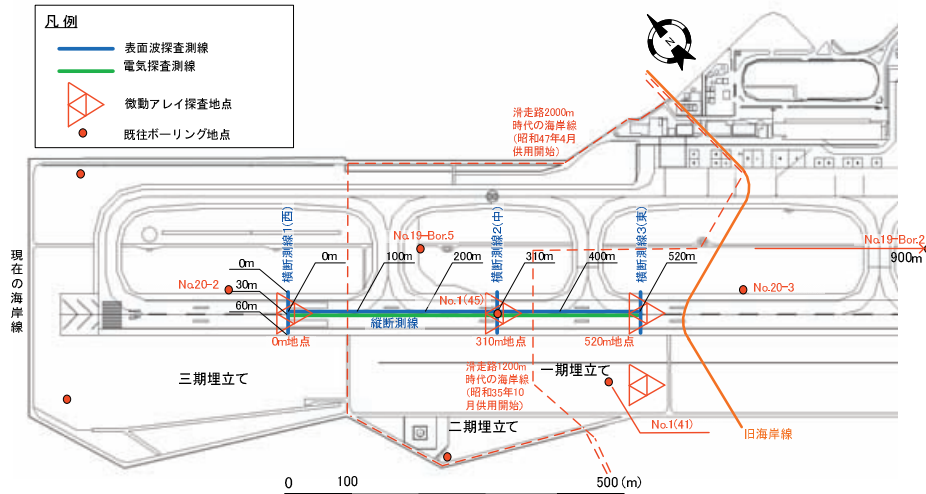 凡 例
表面波探査測線
電気探査測線
微動アレイ探査地点
既往ボーリング地点
N
滑走路2000m
時代の海岸線
(昭和47年4月
供用開始)
現在の海岸線
横断測線1(西)
横断測線2(中)
横断測線3(東)
No.19-Bor.5
No.19-Bor.2
900m
0m
0m
100m
200m
310m
400m
520m
No.20-2
30m
60m
No.1(45)
No.20-3
縦断測線
0m地点
310m地点
520m地点
滑走路1200m
時代の海岸線
(昭和35年10
月供用開始)
三期埋立て
一期埋立て
二期埋立て
No.1(41)
旧海岸線
0 100 500(m)